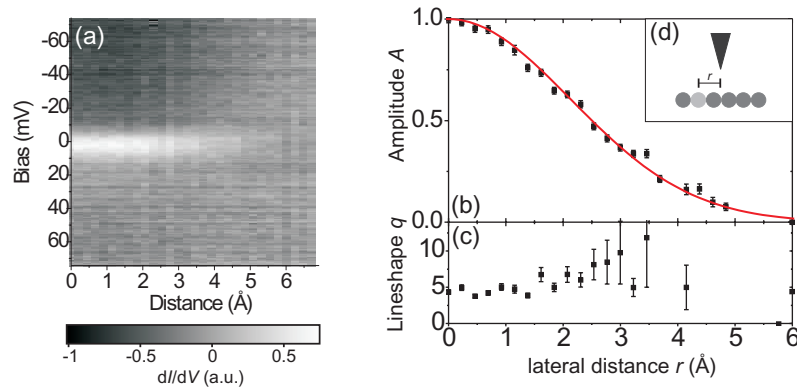 (a)
-60
-40
-20
0
20
40
60
Bias (mV)
0 1 2 3 4 5 6
Distance (Å)
-1 -0.5 0 0.5
dI/dV (a.u.)
1.0
0.5
1.0
Amplitude A
(b)
(d)
r
(c)
10
5
0
Lineshape q
0 1 2 3 4 5 6
lateral distance r (Å)